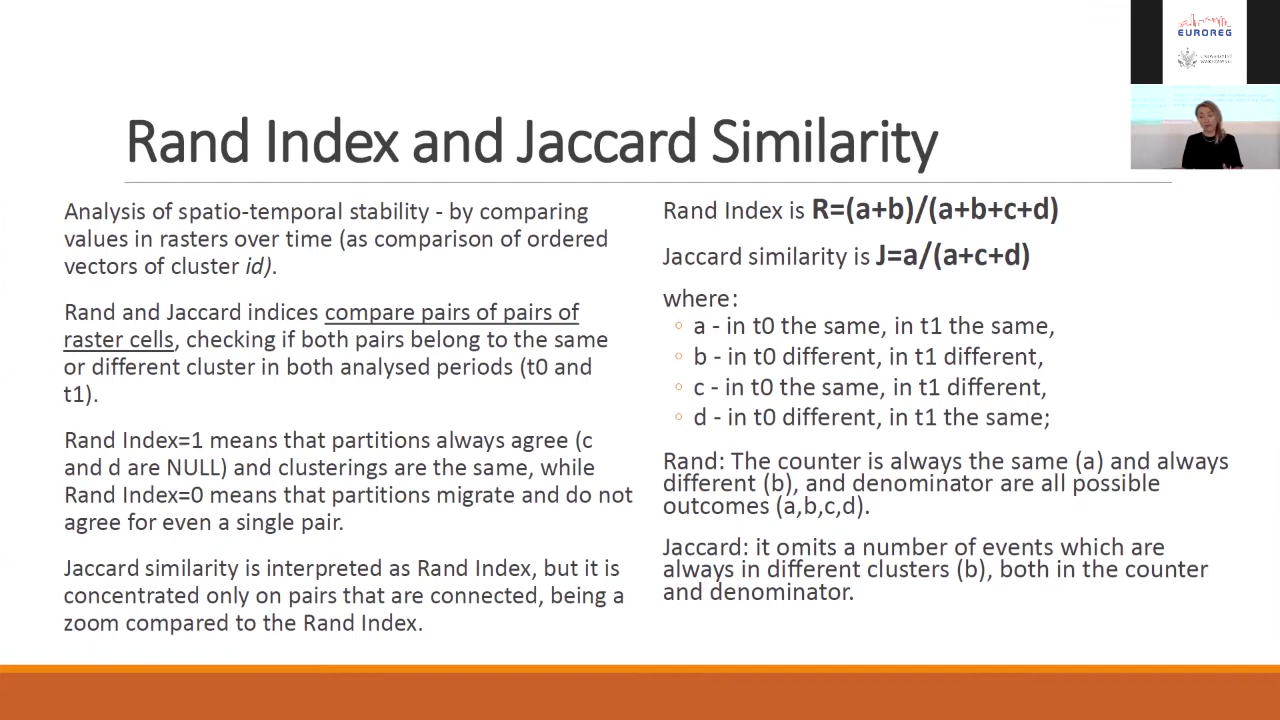 EUROREG
UNIWERSYTET
WARSZAWSKI
Rand Index and Jaccard Similarity
Analysis of spatio-temporal stability - by comparing
values in rasters over time (as comparison of ordered
vectors of cluster id).
Rand and Jaccard indices compare pairs of pairs of
raster cells, checking if both pairs belong to the same
or different cluster in both analysed periods (t0 and
t1).
Rand Index=1 means that partitions always agree (c
and d are NULL) and clusterings are the same, while
Rand Index=0 means that partitions migrate and do not
agree for even a single pair.
Jaccard similarity is interpreted as Rand Index, but it is
concentrated only on pairs that are connected, being a
zoom compared to the Rand Index.
Rand Index is R=(a+b)/(a+b+c+d)
Jaccard similarity is J=a/(a+c+d)
where:
◦ a - in t0 the same, in t1 the same,
◦ b - in t0 different, in t1 different,
◦ c - in t0 the same, in t1 different,
◦ d - in t0 different, in t1 the same;
Rand: The counter is always the same (a) and always
different (b), and denominator are all possible
outcomes (a,b,c,d).
Jaccard: it omits a number of events which are
always in different clusters (b), both in the counter
and denominator.